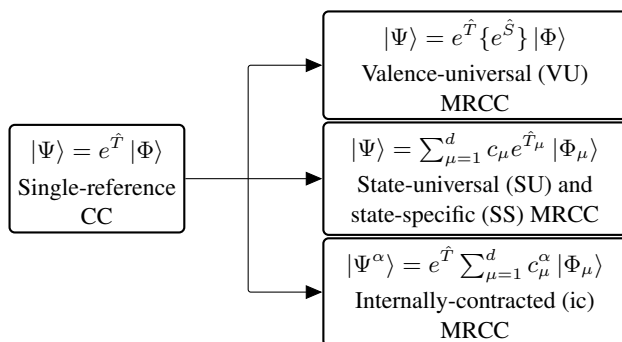 |Ψ⟩ = e^{T̂} {e^{Ŝ}} |Φ⟩
Valence-universal (VU)
MRCC
|Ψ⟩ = e^{T̂} |Φ⟩
Single-reference
CC
|Ψ⟩ = ∑_{μ=1}^{d} c_μ e^{T̂_μ} |Φ_μ⟩
State-universal (SU) and
state-specific (SS) MRCC
|Ψ^α⟩ = e^{T̂} ∑_{μ=1}^{d} c_μ^α |Φ_μ⟩
Internally-contracted (ic)
MRCC